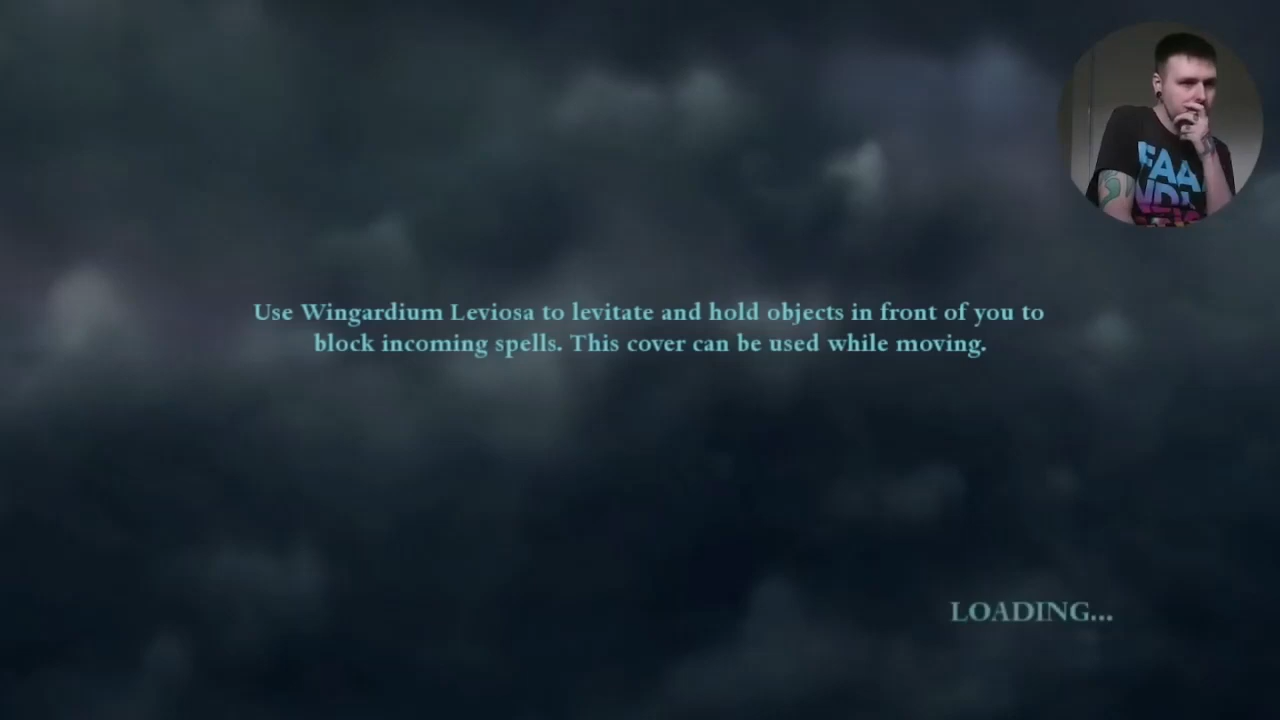 Use Wingardium Leviosa to levitate and hold objects in front of you to
block incoming spells. This cover can be used while moving.
LOADING...